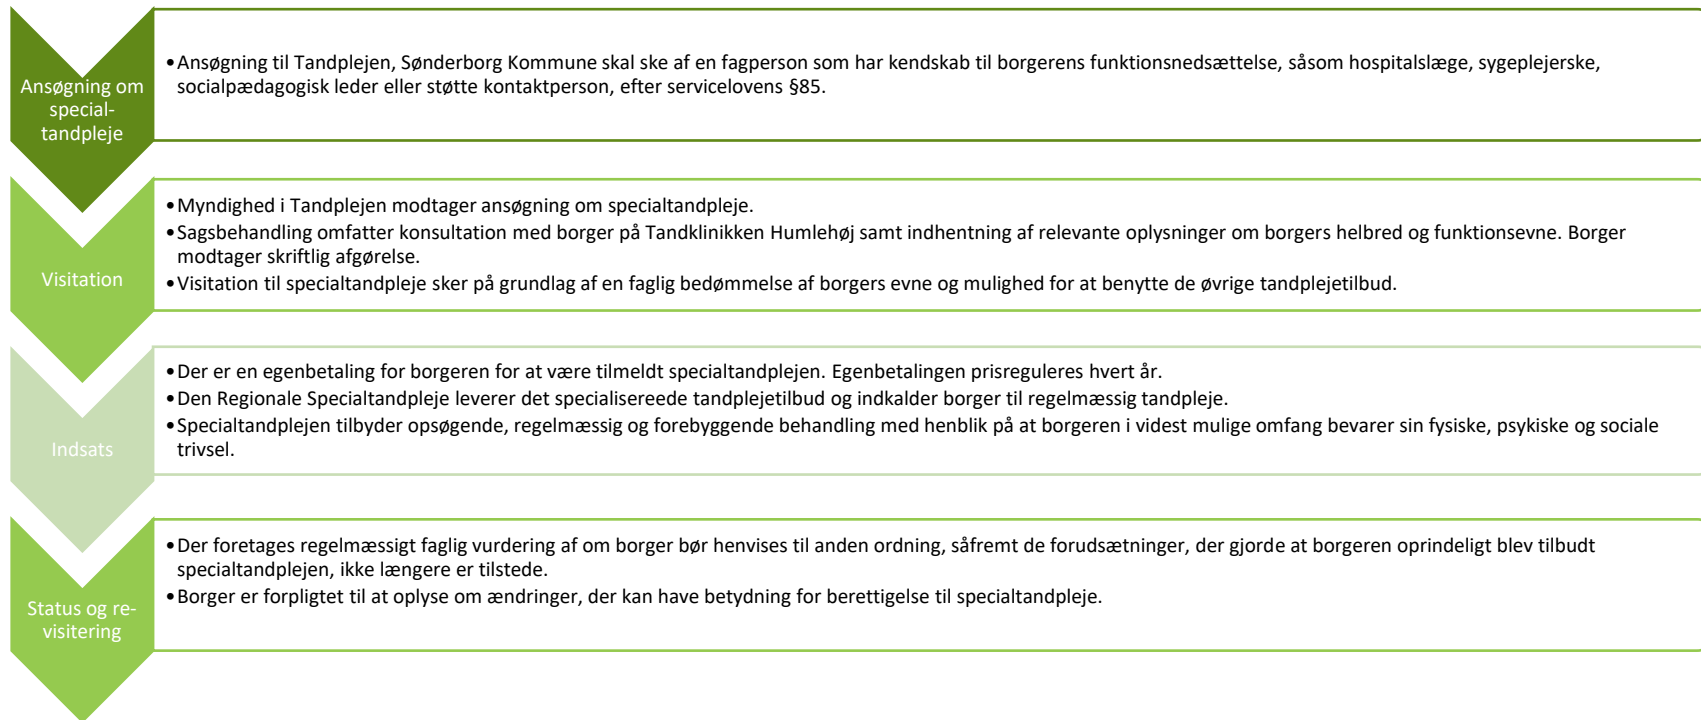 Ansøgning om
special-
tandpleje
•Ansøgning til Tandplejen, Sønderborg Kommune skal ske af en fagperson som har kendskab til borgerens funktionsnedsættelse, såsom hospitalslæge, sygeplejerske,
socialpædagogisk leder eller støtte kontaktperson, efter servicelovens §85.
Visitation
•Myndighed i Tandplejen modtager ansøgning om specialtandpleje.
•Sagsbehandling omfatter konsultation med borger på Tandklinikken Humlehøj samt indhentning af relevante oplysninger om borgers helbred og funktionsevne. Borger
modtager skriftlig afgørelse.
•Visitation til specialtandpleje sker på grundlag af en faglig bedømmelse af borgers evne og mulighed for at benytte de øvrige tandplejetilbud.
Indsats
•Der er en egenbetaling for borgeren for at være tilmeldt specialtandplejen. Egenbetalingen prisreguleres hvert år.
•Den Regionale Specialtandpleje leverer det specialisereede tandplejetilbud og indkalder borger til regelmæssig tandpleje.
•Specialtandplejen tilbyder opsøgende, regelmæssig og forebyggende behandling med henblik på at borgeren i videst mulige omfang bevarer sin fysiske, psykiske og sociale
trivsel.
Status og re-
visitering
•Der foretages regelmæssigt faglig vurdering af om borger bør henvises til anden ordning, såfremt de forudsætninger, der gjorde at borgeren oprindeligt blev tilbudt
specialtandplejen, ikke længere er tilstede.
•Borger er forpligtet til at oplyse om ændringer, der kan have betydning for berettigelse til specialtandpleje.